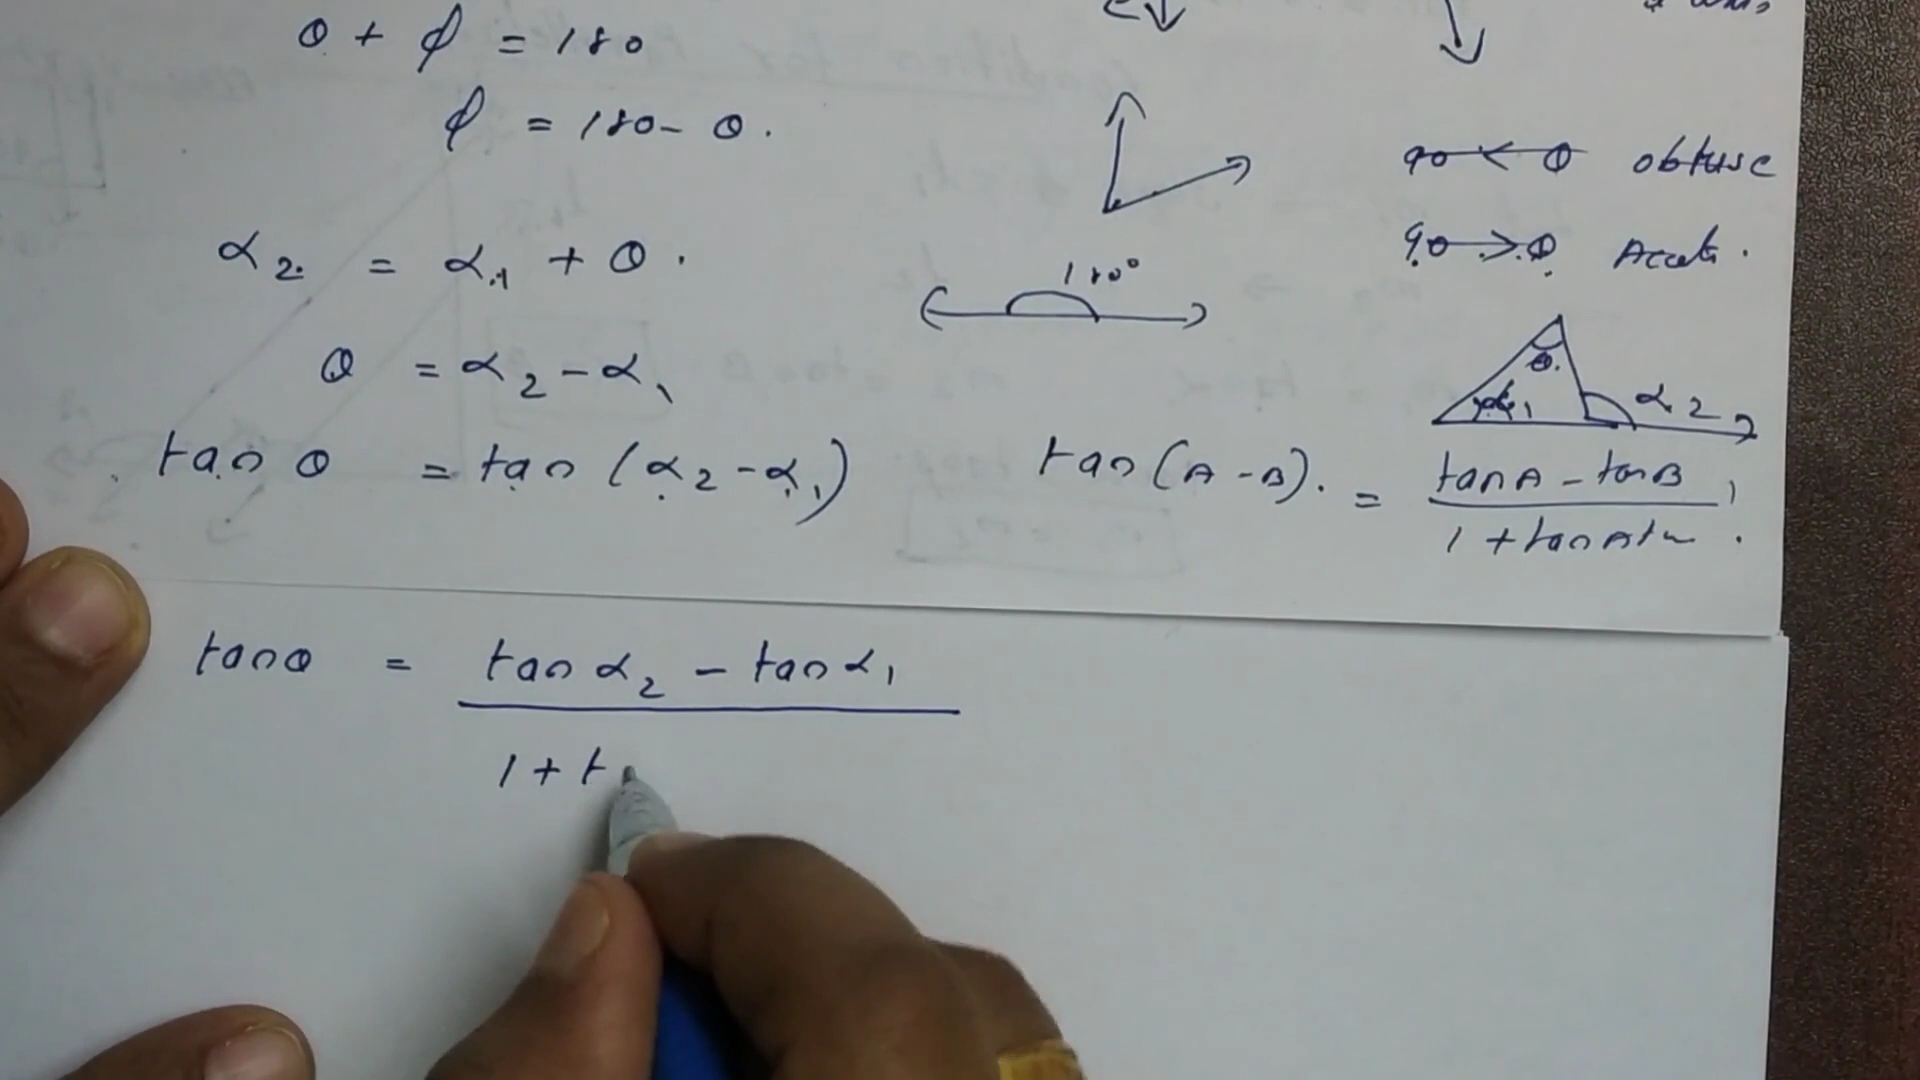 θ + ϕ = 180
ϕ = 180 - θ.
90 < θ obtuse
90 > θ Acute.
α2. = α1 + θ.
180°
θ = α2 - α1
θ.
α1
α2
tan θ = tan (α2 - α1)
tan (A - B). = tanA - tanB
1 + tanA tan
tanθ = tan α2 - tan α1
1 + t